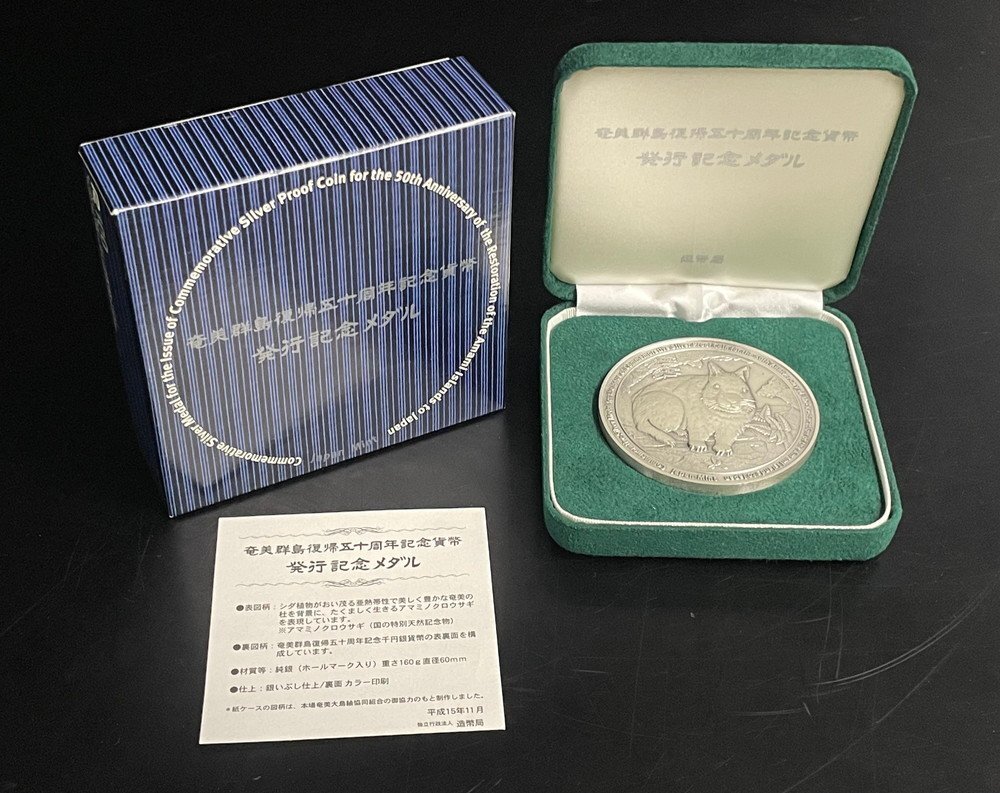 Commemorative Silver Medal for the Issue of Commemorative Silver Proof Coin for the 50th Anniversary of the Restoration of the Amami Islands to Japan
奄美群島復帰五十周年記念貨幣
発行記念メダル
Japan Mint
奄美群島復帰五十周年記念貨幣
発行記念メダル
造幣局
奄美群島復帰五十周年記念貨幣
発行記念メダル
●表図柄：シダ植物がおい茂る亜熱帯性で美しく豊かな奄美の
杜を背景に、たくましく生きるアマミノクロウサギ
を表現しています。
※アマミノクロウサギ（国の特別天然記念物）
●裏図柄：奄美群島復帰五十周年記念千円銀貨幣の表裏面を構
成しています。
●材質等：純銀（ホールマーク入り）重さ160g 直径60mm
●仕上：銀いぶし仕上/裏面 カラー印刷
＊紙ケースの図柄は、本場奄美大島紬協同組合の御協力のもと制作しました。
平成15年11月
独立行政法人 造幣局